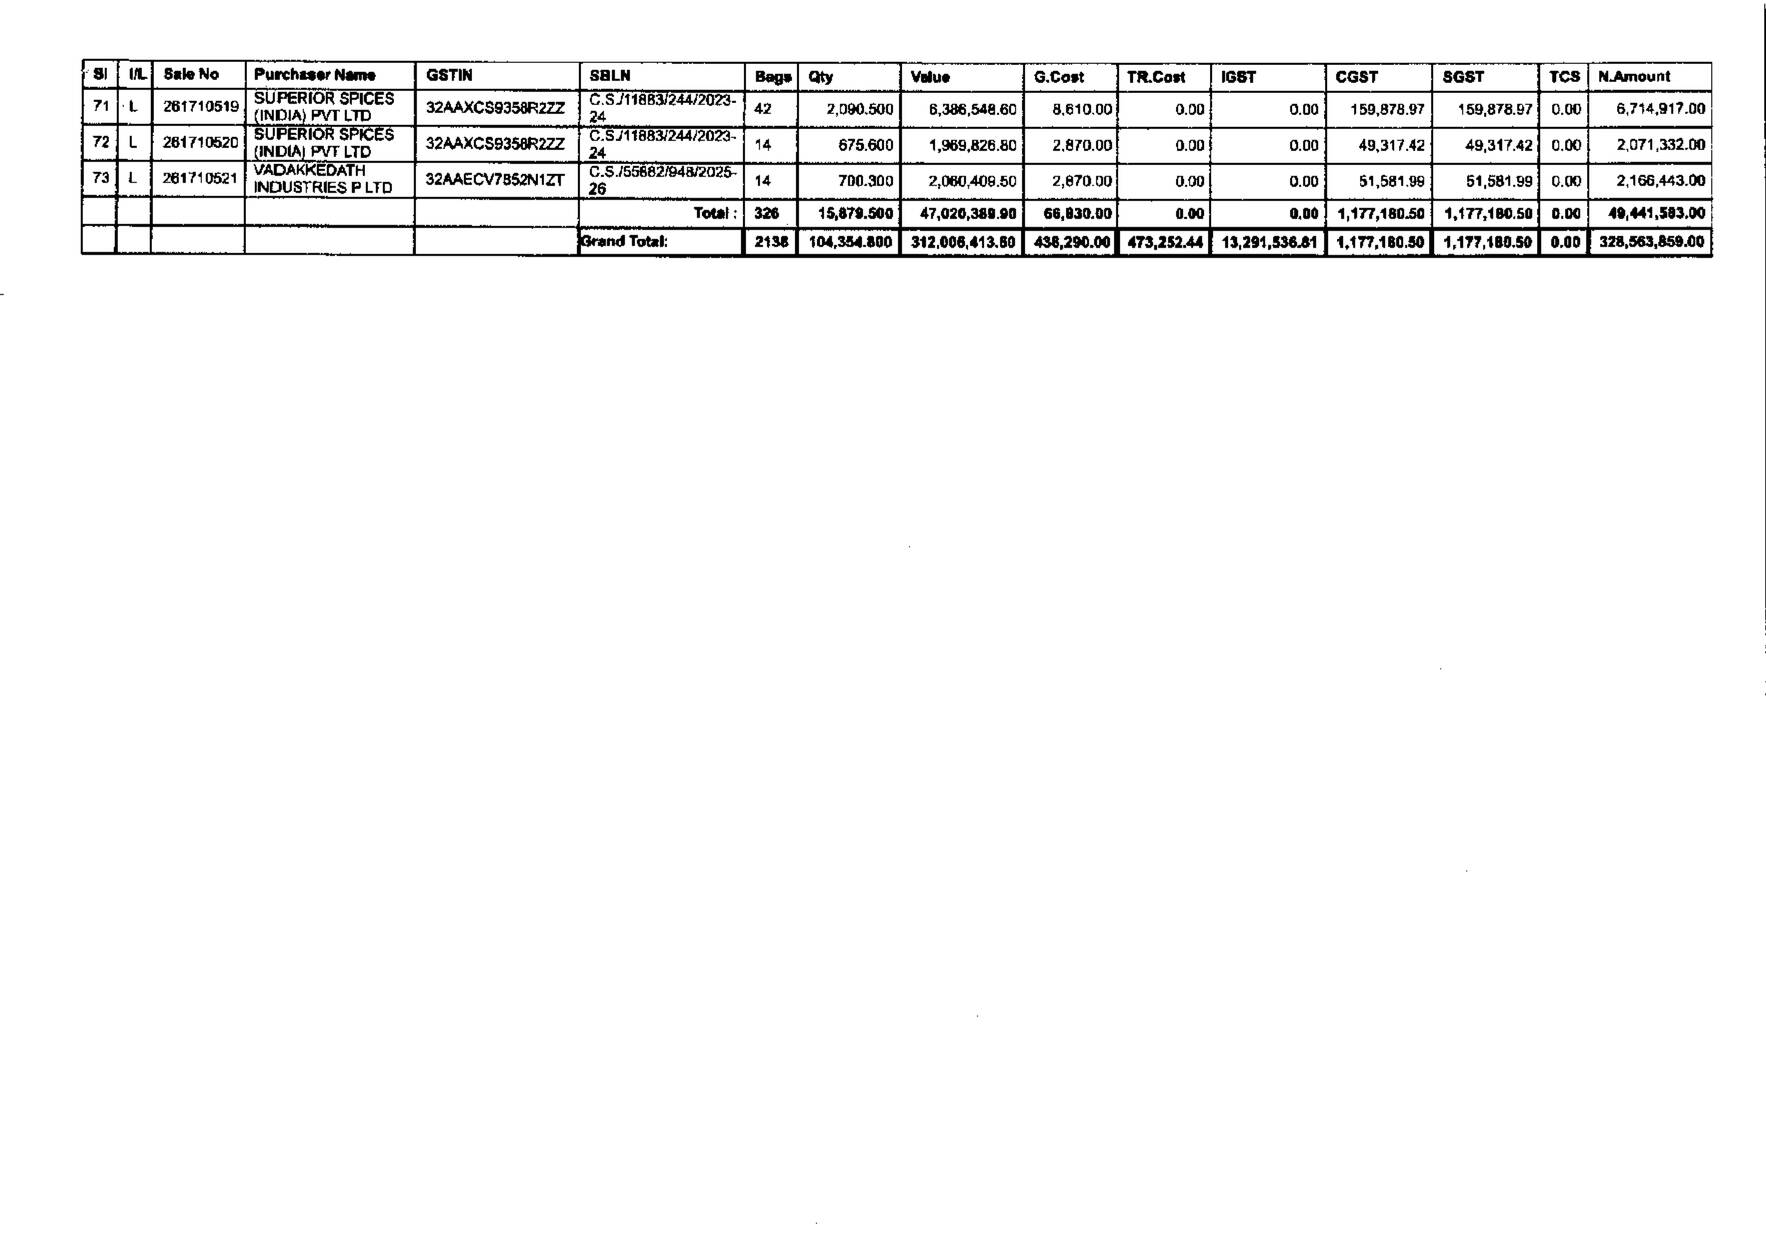 Sl I/L Sale No Purchaser Name GSTIN SBLN Bags Qty Value G.Cost TR.Cost IGST CGST SGST TCS N.Amount
71 L 261710519 SUPERIOR SPICES (INDIA) PVT LTD 32AAXCS9358R2ZZ C.S./11883/244/2023-24 42 2,090.500 6,386,548.60 8,610.00 0.00 0.00 159,878.97 159,878.97 0.00 6,714,917.00
72 L 261710520 SUPERIOR SPICES (INDIA) PVT LTD 32AAXCS9358R2ZZ C.S./11883/244/2023-24 14 675.600 1,969,826.80 2,870.00 0.00 0.00 49,317.42 49,317.42 0.00 2,071,332.00
73 L 261710521 VADAKKEDATH INDUSTRIES P LTD 32AAECV7852N1ZT C.S./55682/948/2025-26 14 700.300 2,060,409.50 2,870.00 0.00 0.00 51,581.99 51,581.99 0.00 2,166,443.00
Total : 326 15,879.500 47,020,389.90 66,830.00 0.00 0.00 1,177,180.50 1,177,180.50 0.00 49,441,583.00
Grand Total: 2138 104,354.800 312,006,413.60 438,290.00 473,252.44 13,291,536.81 1,177,180.50 1,177,180.50 0.00 328,563,859.00